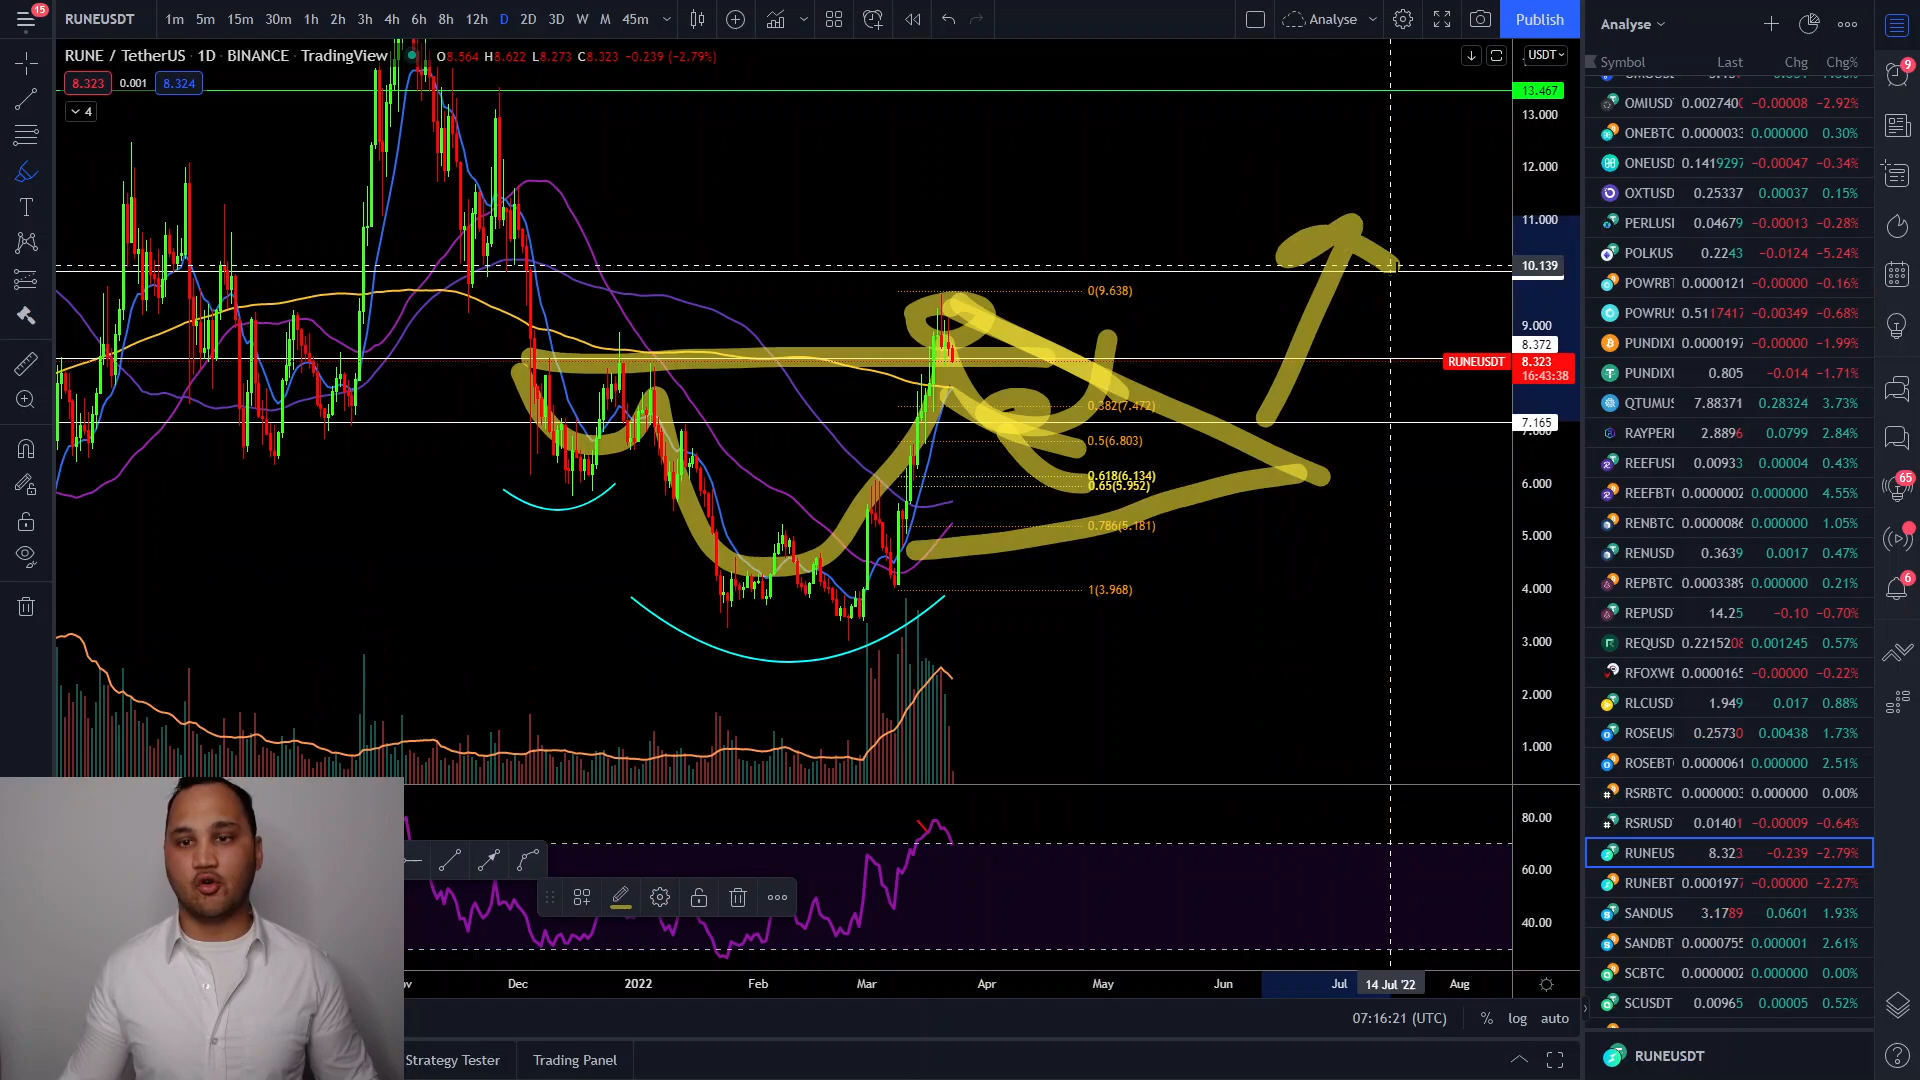 15 RUNEUSDT 1m 5m 15m 30m 1h 2h 3h 4h 6h 8h 12h D 2D 3D W M 45m Analyse Publish
Analyse
RUNE / TetherUS · 1D · BINANCE · TradingView O8.564 H8.622 L8.273 C8.323 −0.239 (−2.79%)
8.323 0.001 8.324
4
USDT
13.467
13.000
12.000
11.000
10.139
9.000
8.372
RUNEUSDT 8.323
16:43:38
7.165
6.000
5.000
4.000
3.000
2.000
1.000
0(9.638)
0.382(7.472)
0.5(6.803)
0.618(6.134)
0.65(5.952)
0.786(5.181)
1(3.968)
80.00
60.00
40.00
Dec 2022 Feb Mar Apr May Jun Jul 14 Jul '22 Aug
07:16:21 (UTC) % log auto
Strategy Tester Trading Panel
Symbol Last Chg Chg%
OMIUSD 0.002740 −0.00008 −2.92%
ONEBTC 0.0000033 0.000000 0.30%
ONEUSD 0.1419297 −0.00047 −0.34%
OXTUSD 0.25337 0.00037 0.15%
PERLUSI 0.04679 −0.00013 −0.28%
POLKUS 0.2243 −0.0124 −5.24%
POWRBT 0.0000121 −0.00000 −0.16%
POWRUS 0.5117417 −0.00349 −0.68%
PUNDIXI 0.0000197 −0.00000 −1.99%
PUNDIXI 0.805 −0.014 −1.71%
QTUMUS 7.88371 0.28324 3.73%
RAYPERI 2.8896 0.0799 2.84%
REEFUSI 0.00933 0.00004 0.43%
REEFBT 0.0000002 0.000000 4.55%
RENBTC 0.0000086 0.000000 1.05%
RENUSD 0.3639 0.0017 0.47%
REPBTC 0.0003389 0.000000 0.21%
REPUSD 14.25 −0.10 −0.70%
REQUSD 0.2215208 0.001245 0.57%
RFOXWE 0.0000165 −0.00000 −0.22%
RLCUSD 1.949 0.017 0.88%
ROSEUSI 0.25730 0.00438 1.73%
ROSEBT 0.0000061 0.000000 2.51%
RSRBTC 0.0000003 0.000000 0.00%
RSRUSD 0.01401 −0.00009 −0.64%
RUNEUS 8.323 −0.239 −2.79%
RUNEBT 0.0001977 −0.00000 −2.27%
SANDUS 3.1789 0.0601 1.93%
SANDBT 0.0000755 0.000001 2.61%
SCBTC 0.0000002 0.000000 0.00%
SCUSDT 0.00965 0.00005 0.52%
RUNEUSDT
9
65
6